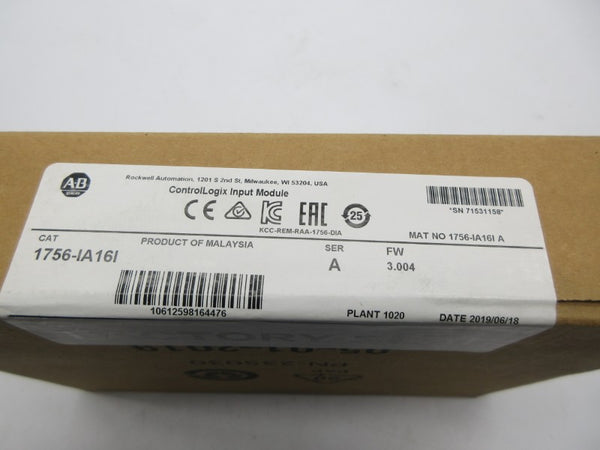 AB
Rockwell Automation, 1201 S 2nd St, Milwaukee, WI 53204, USA
ControlLogix Input Module
CE EAC 25
KCC-REM-RAA-1756-DIA
*SN 71531158*
MAT NO 1756-IA16I A
CAT
1756-IA16I
PRODUCT OF MALAYSIA
SER
A
FW
3.004
10612598164476
PLANT 1020
DATE 2019/06/18